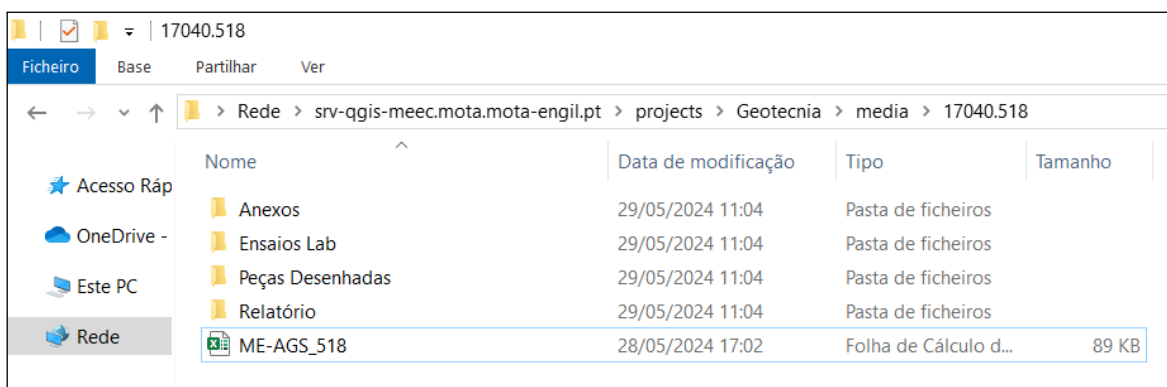 17040.518
Ficheiro Base Partilhar Ver
Rede > srv-qgis-meec.mota.mota-engil.pt > projects > Geotecnia > media > 17040.518
Nome Data de modificação Tipo Tamanho
Acesso Ráp
Anexos 29/05/2024 11:04 Pasta de ficheiros
OneDrive -
Ensaios Lab 29/05/2024 11:04 Pasta de ficheiros
Peças Desenhadas 29/05/2024 11:04 Pasta de ficheiros
Este PC
Relatório 29/05/2024 11:04 Pasta de ficheiros
Rede
ME-AGS_518 28/05/2024 17:02 Folha de Cálculo d... 89 KB